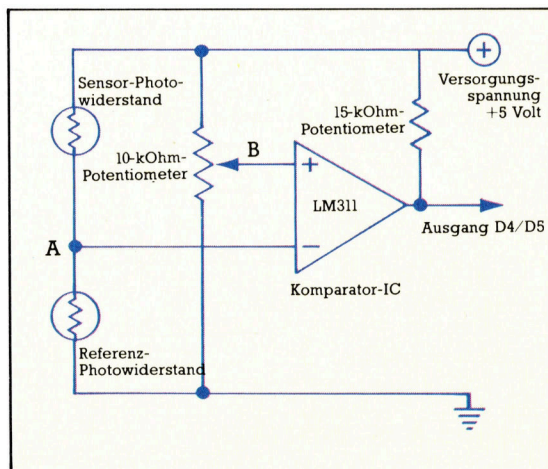 Sensor-Photo-
widerstand
10-kOhm-
Potentiometer
B
+
LM311
−
Komparator-IC
15-kOhm-
Potentiometer
+
Versorgungs-
spannung
+5 Volt
Ausgang D4/D5
A
Referenz-
Photowiderstand